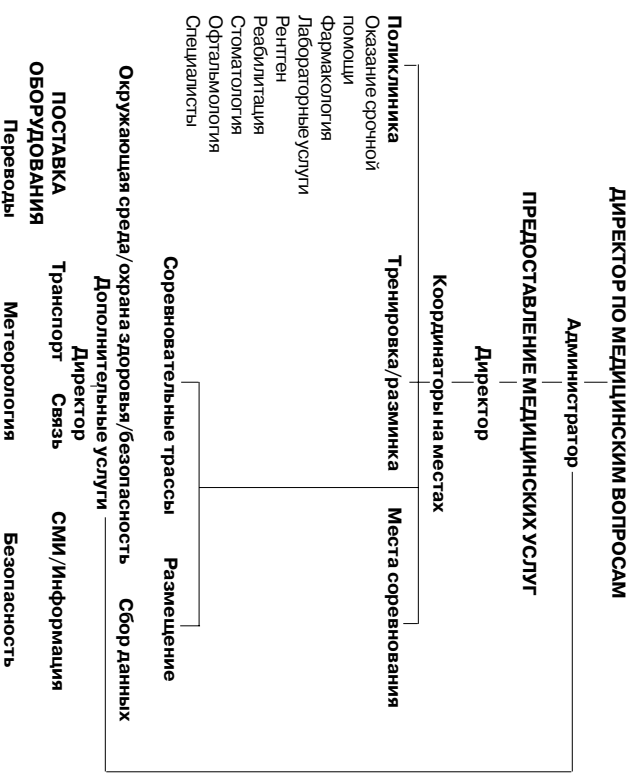 ДИРЕКТОР ПО МЕДИЦИНСКИМ ВОПРОСАМ
Администратор
ПРЕДОСТАВЛЕНИЕ МЕДИЦИНСКИХ УСЛУГ
Директор
Координаторы на местах
Поликлиника
Оказание срочной
помощи
Фармакология
Лабораторные услуги
Рентген
Реабилитация
Стоматология
Офтальмология
Специалисты
Тренировка/разминка
Места соревнования
Соревновательные трассы
Размещение
Окружающая среда/охрана здоровья/безопасность
Сбор данных
Дополнительные услуги
Директор
ПОСТАВКА
ОБОРУДОВАНИЯ
Транспорт
Связь
СМИ/Информация
Переводы
Метеорология
Безопасность